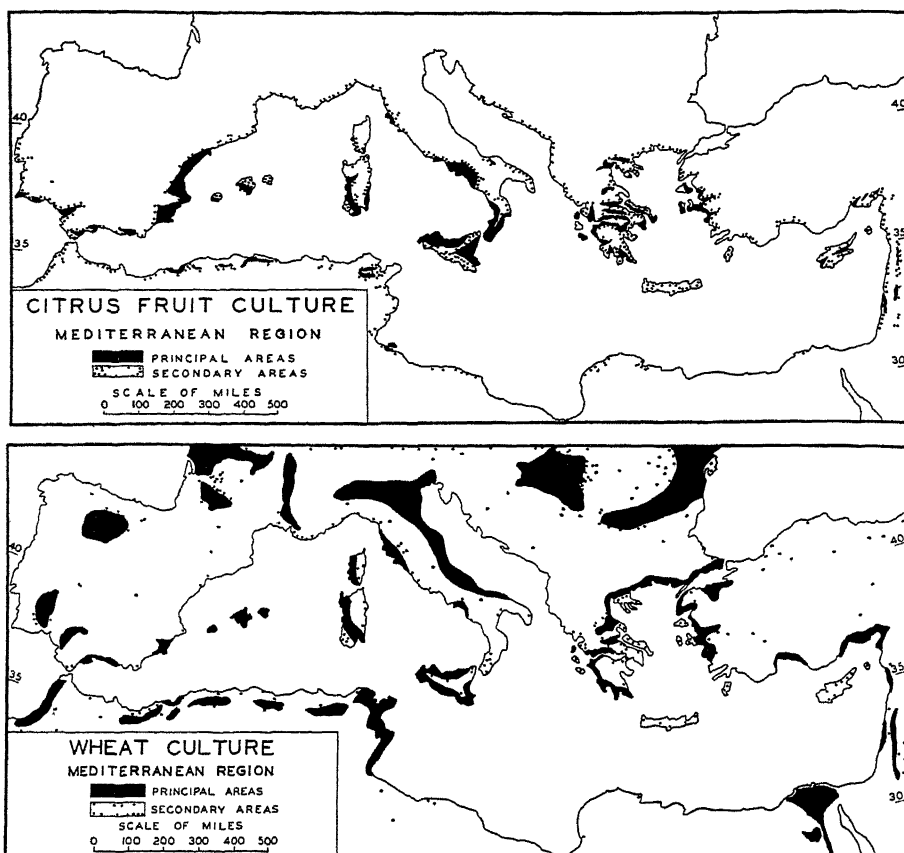 40
40
35
35
30
CITRUS FRUIT CULTURE
MEDITERRANEAN REGION
PRINCIPAL AREAS
SECONDARY AREAS
SCALE OF MILES
0 100 200 300 400 500
40
40
35
35
30
WHEAT CULTURE
MEDITERRANEAN REGION
PRINCIPAL AREAS
SECONDARY AREAS
SCALE OF MILES
0 100 200 300 400 500